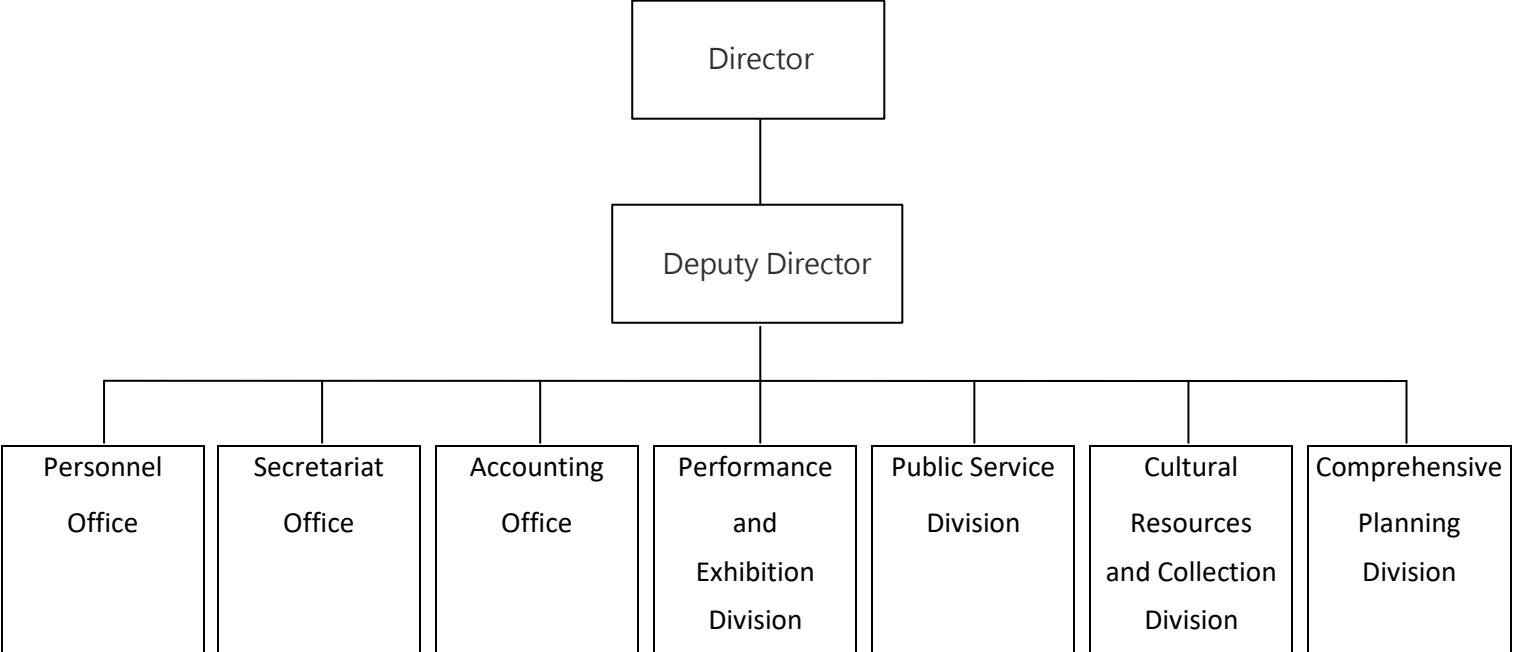 Director
Deputy Director
Personnel
Office
Secretariat
Office
Accounting
Office
Performance
and
Exhibition
Division
Public Service
Division
Cultural
Resources
and Collection
Division
Comprehensive
Planning
Division